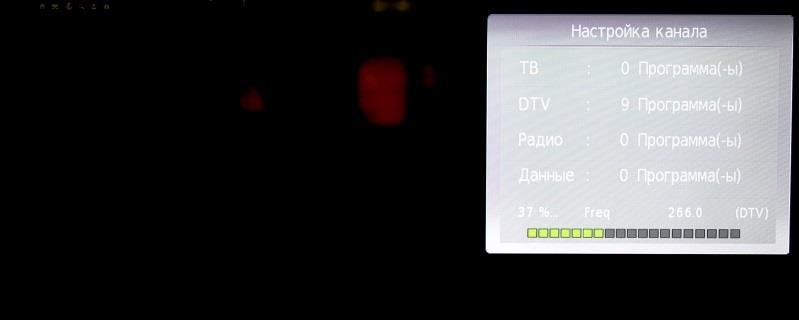 Настройка канала
ТВ : 0 Программа(-ы)
DTV : 9 Программа(-ы)
Радио : 0 Программа(-ы)
Данные : 0 Программа(-ы)
37 %... Freq 266.0 (DTV)